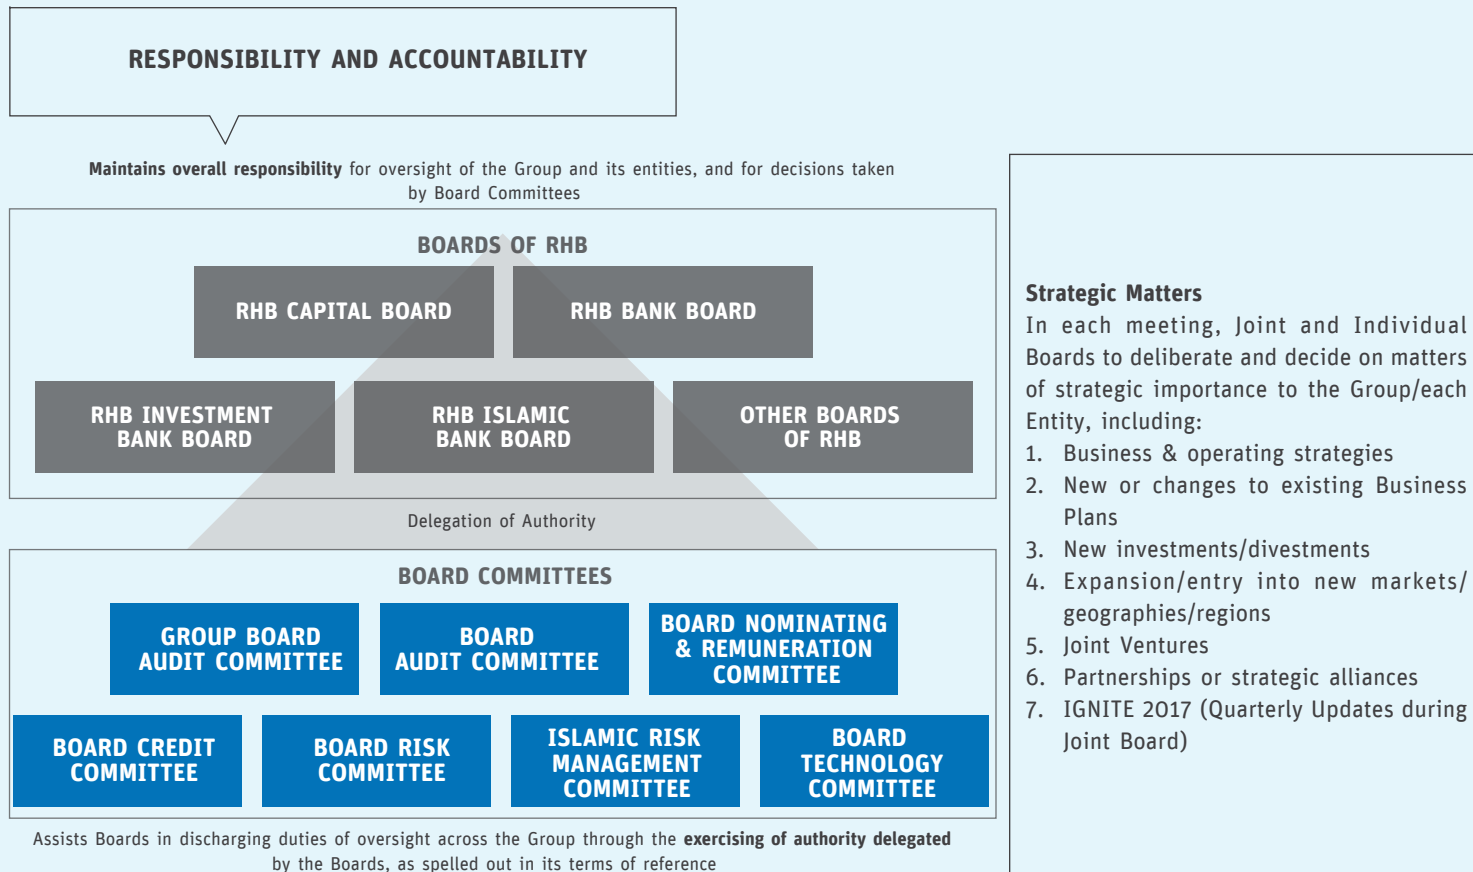 RESPONSIBILITY AND ACCOUNTABILITY
Maintains overall responsibility for oversight of the Group and its entities, and for decisions taken
by Board Committees
BOARDS OF RHB
RHB CAPITAL BOARD
RHB BANK BOARD
RHB INVESTMENT
BANK BOARD
RHB ISLAMIC
BANK BOARD
OTHER BOARDS
OF RHB
Delegation of Authority
BOARD COMMITTEES
GROUP BOARD
AUDIT COMMITTEE
BOARD
AUDIT COMMITTEE
BOARD NOMINATING
& REMUNERATION
COMMITTEE
BOARD CREDIT
COMMITTEE
BOARD RISK
COMMITTEE
ISLAMIC RISK
MANAGEMENT
COMMITTEE
BOARD
TECHNOLOGY
COMMITTEE
Assists Boards in discharging duties of oversight across the Group through the exercising of authority delegated
by the Boards, as spelled out in its terms of reference
Strategic Matters
In each meeting, Joint and Individual
Boards to deliberate and decide on matters
of strategic importance to the Group/each
Entity, including:
1. Business & operating strategies
2. New or changes to existing Business
Plans
3. New investments/divestments
4. Expansion/entry into new markets/
geographies/regions
5. Joint Ventures
6. Partnerships or strategic alliances
7. IGNITE 2017 (Quarterly Updates during
Joint Board)